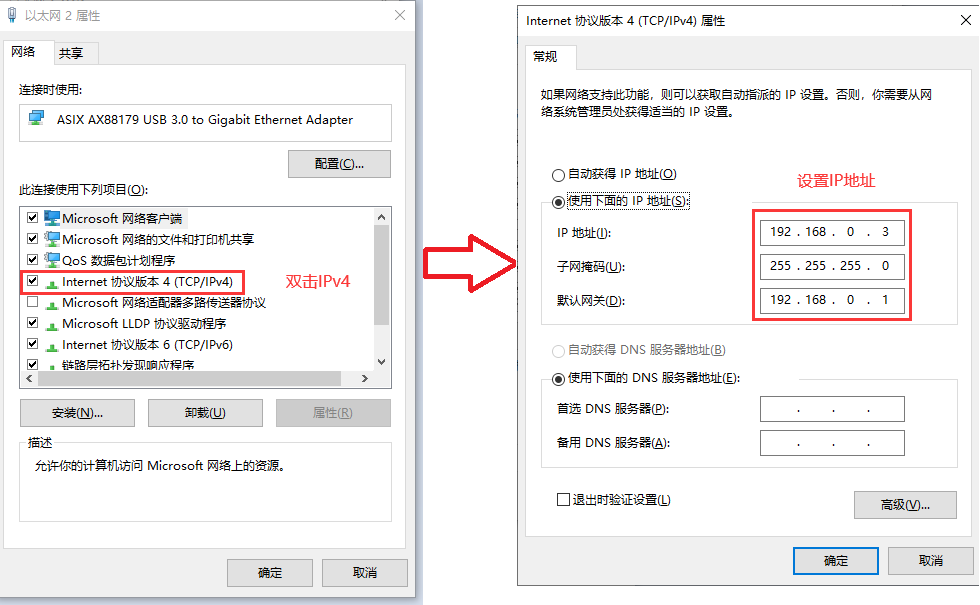 以太网 2 属性
网络
共享
连接时使用:
ASIX AX88179 USB 3.0 to Gigabit Ethernet Adapter
配置(C)...
此连接使用下列项目(O):
Microsoft 网络客户端
Microsoft 网络的文件和打印机共享
QoS 数据包计划程序
Internet 协议版本 4 (TCP/IPv4)
Microsoft 网络适配器多路传送器协议
Microsoft LLDP 协议驱动程序
Internet 协议版本 6 (TCP/IPv6)
链路层拓扑发现响应程序
双击IPv4
安装(N)...
卸载(U)
属性(R)
描述
允许你的计算机访问 Microsoft 网络上的资源。
确定
取消
Internet 协议版本 4 (TCP/IPv4) 属性
常规
如果网络支持此功能，则可以获取自动指派的 IP 设置。否则，你需要从网
络系统管理员处获得适当的 IP 设置。
自动获得 IP 地址(O)
设置IP地址
使用下面的 IP 地址(S):
IP 地址(I):
192 . 168 . 0 . 3
子网掩码(U):
255 . 255 . 255 . 0
默认网关(D):
192 . 168 . 0 . 1
自动获得 DNS 服务器地址(B)
使用下面的 DNS 服务器地址(E):
首选 DNS 服务器(P):
. . .
备用 DNS 服务器(A):
. . .
退出时验证设置(L)
高级(V)...
确定
取消